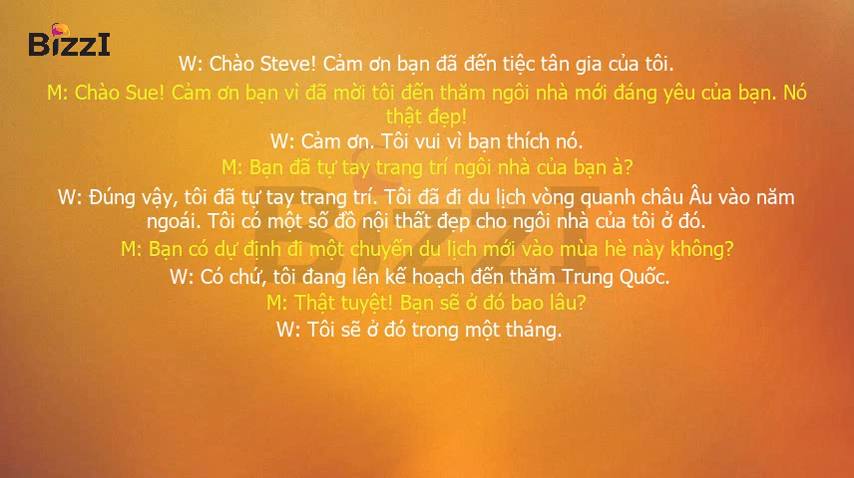 BizzI
W: Chào Steve! Cảm ơn bạn đã đến tiệc tân gia của tôi.
M: Chào Sue! Cảm ơn bạn vì đã mời tôi đến thăm ngôi nhà mới đáng yêu của bạn. Nó
thật đẹp!
W: Cảm ơn. Tôi vui vì bạn thích nó.
M: Bạn đã tự tay trang trí ngôi nhà của bạn à?
W: Đúng vậy, tôi đã tự tay trang trí. Tôi đã đi du lịch vòng quanh châu Âu vào năm
ngoái. Tôi có một số đồ nội thất đẹp cho ngôi nhà của tôi ở đó.
M: Bạn có dự định đi một chuyến du lịch mới vào mùa hè này không?
W: Có chứ, tôi đang lên kế hoạch đến thăm Trung Quốc.
M: Thật tuyệt! Bạn sẽ ở đó bao lâu?
W: Tôi sẽ ở đó trong một tháng.
BizzI